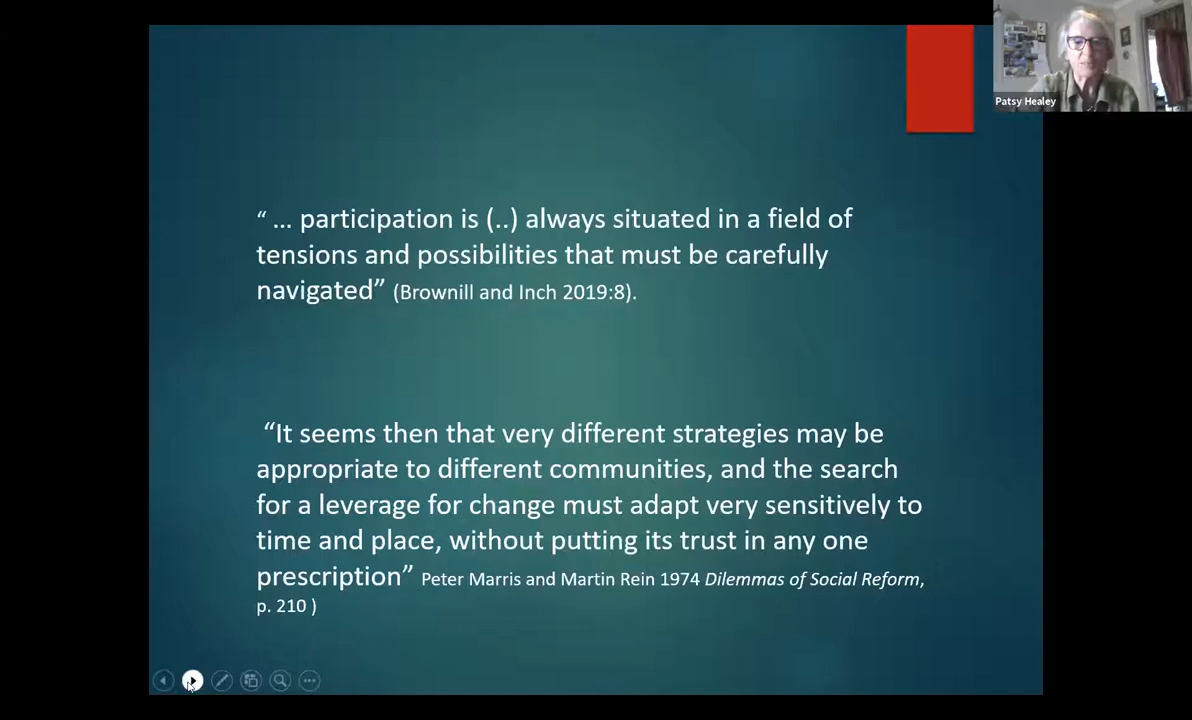 Patsy Healey
“ ... participation is (..) always situated in a field of
tensions and possibilities that must be carefully
navigated” (Brownill and Inch 2019:8).
“It seems then that very different strategies may be
appropriate to different communities, and the search
for a leverage for change must adapt very sensitively to
time and place, without putting its trust in any one
prescription” Peter Marris and Martin Rein 1974 Dilemmas of Social Reform,
p. 210 )